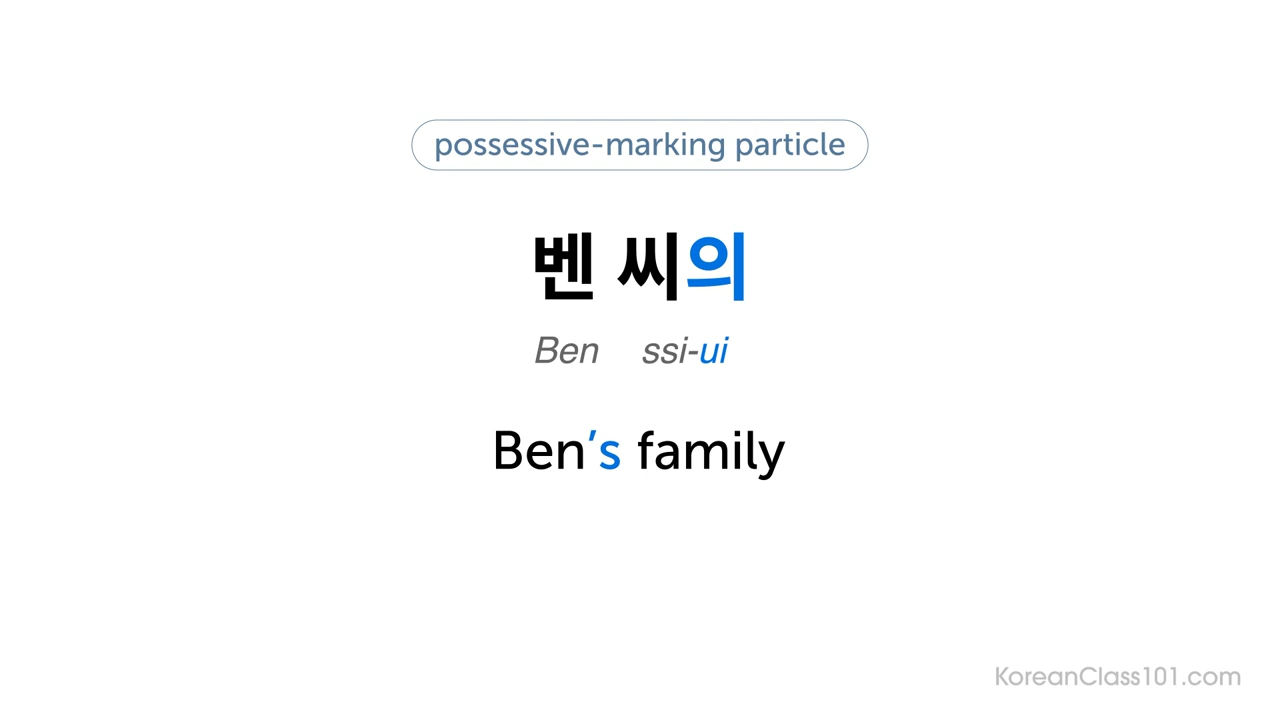 possessive-marking particle
벤 씨의
Ben ssi-ui
Ben's family
KoreanClass101.com